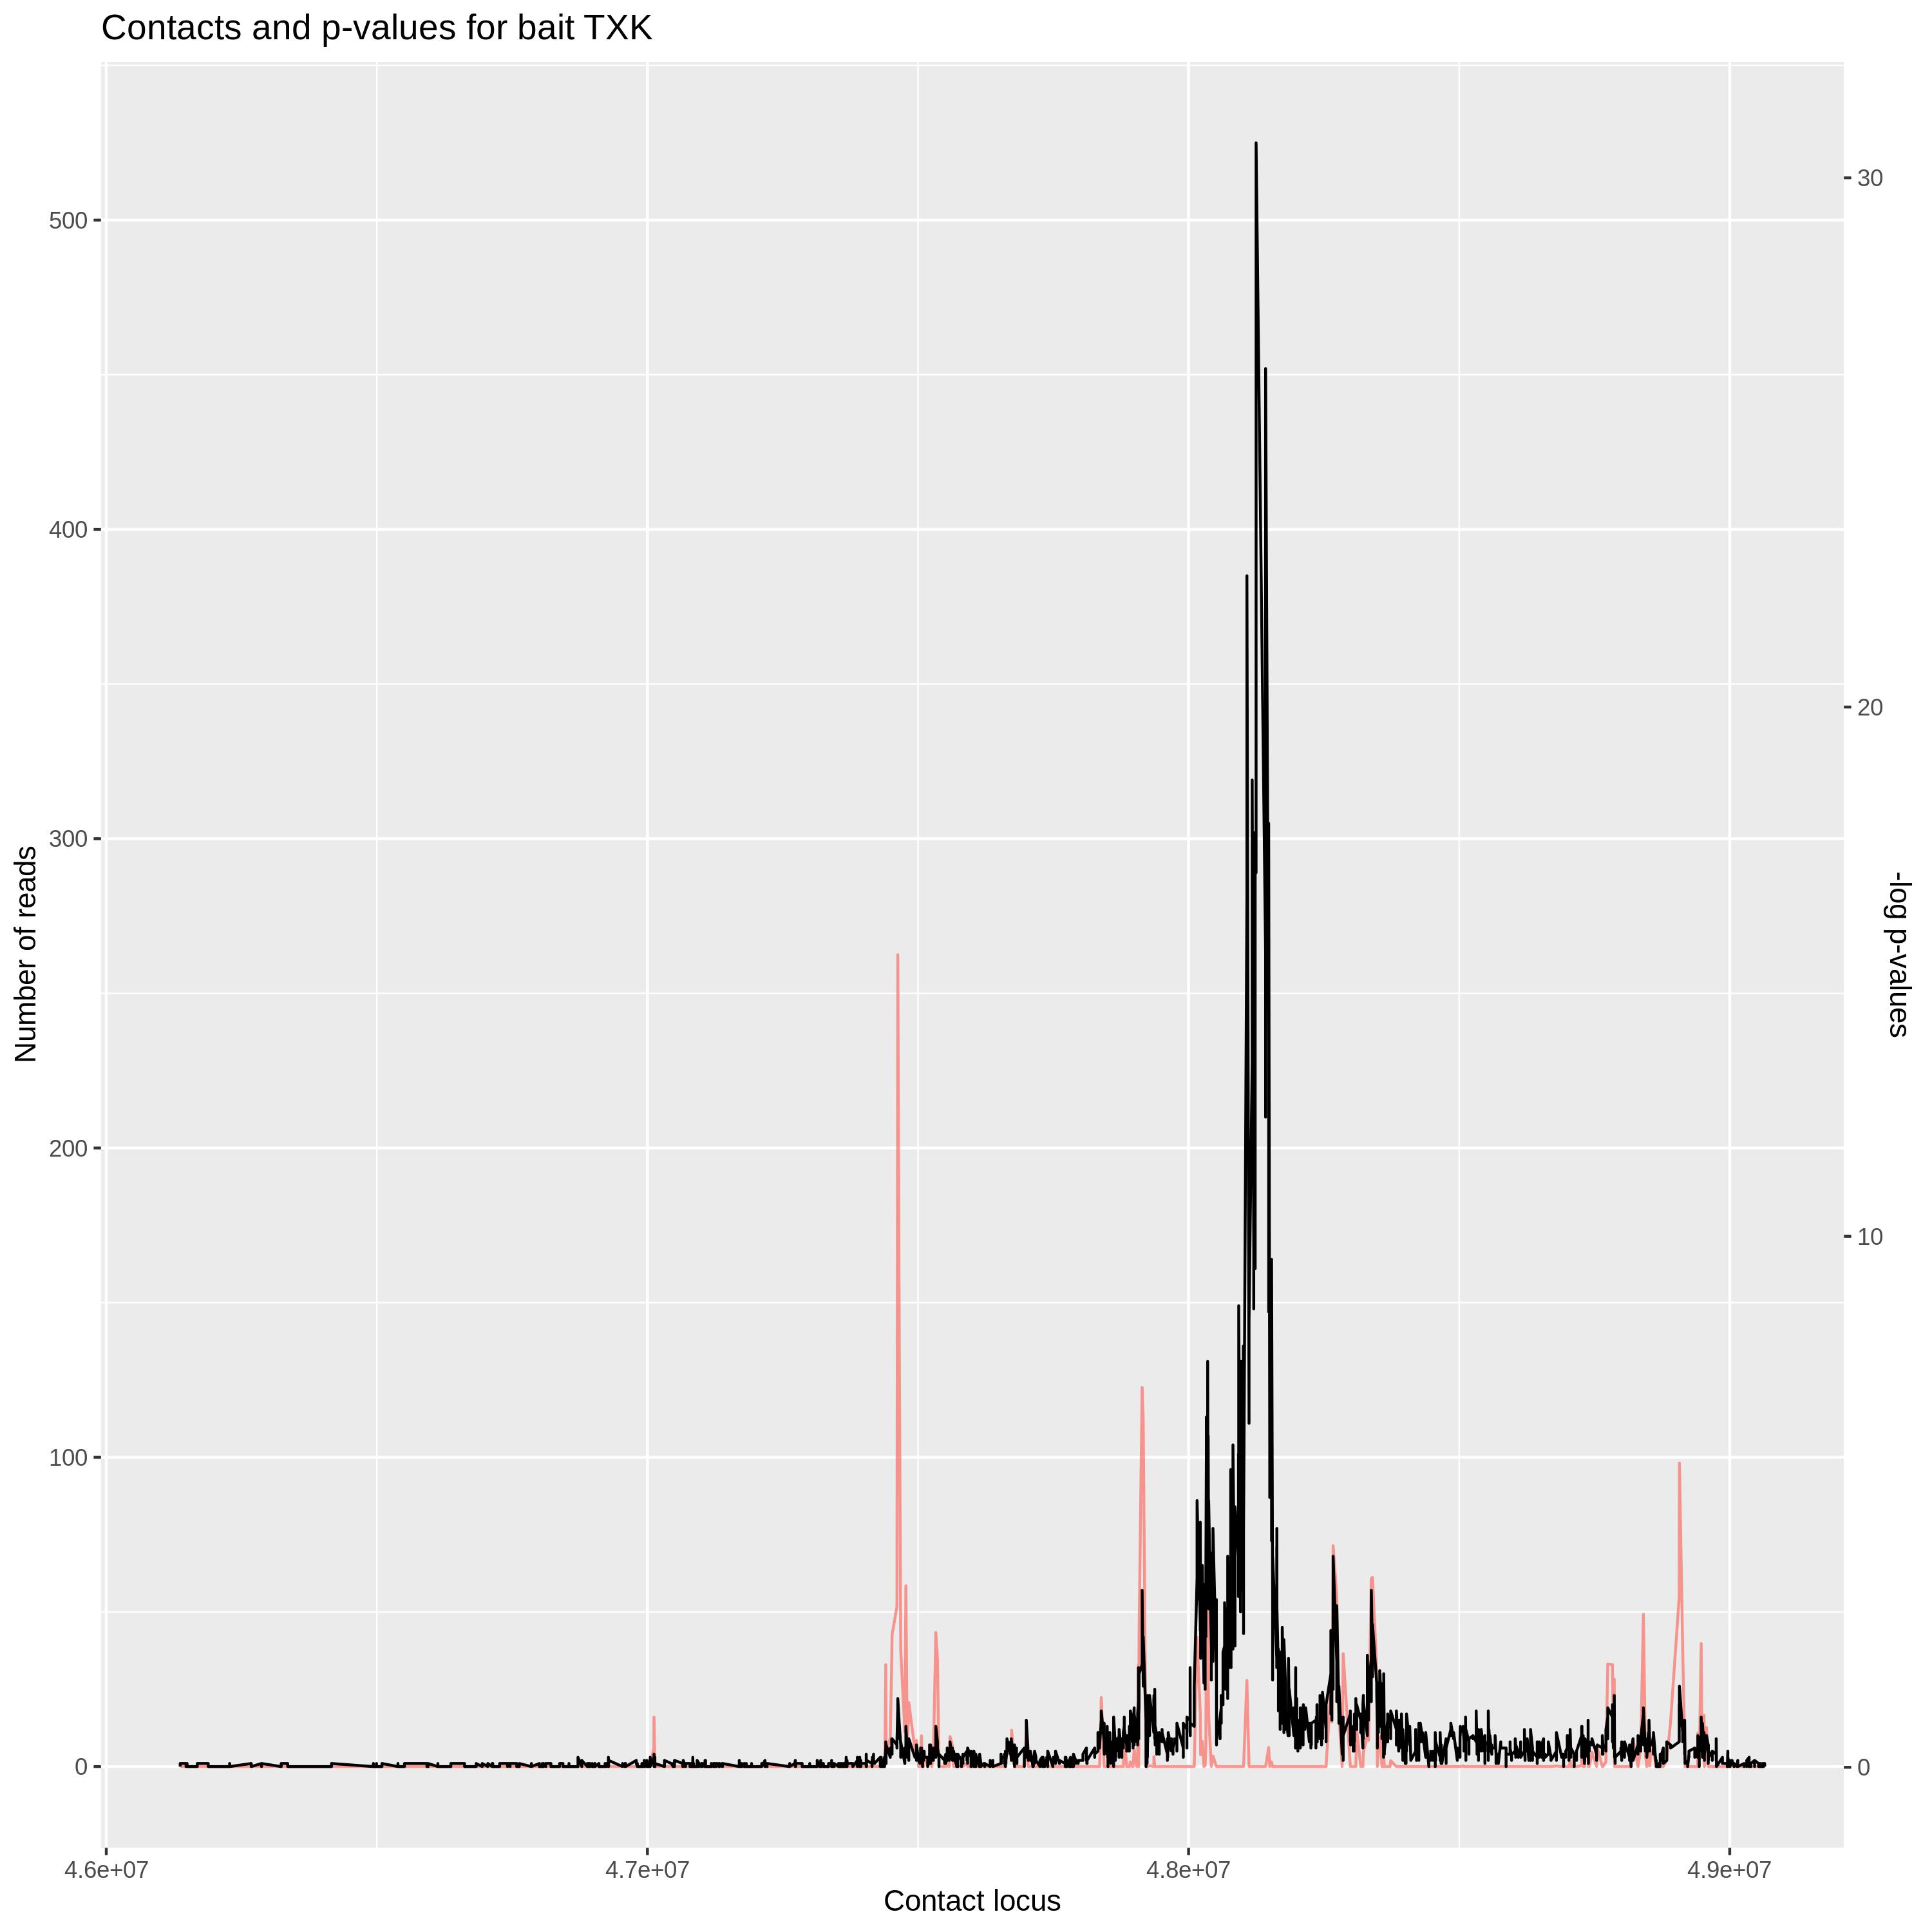 Contacts and p-values for bait TXK
500
400
300
200
100
0
Number of reads
30
20
10
0
-log p-values
4.6e+07
4.7e+07
4.8e+07
4.9e+07
Contact locus